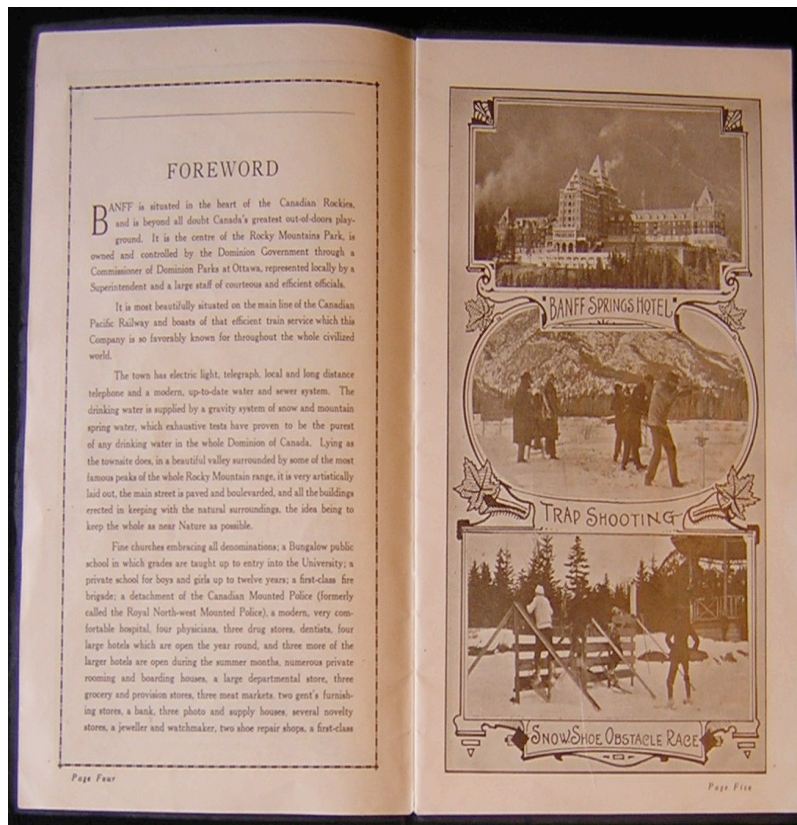 FOREWORD
BANFF is situated in the heart of the Canadian Rockies,
and is beyond all doubt Canada's greatest out-of-doors play-
ground. It is the centre of the Rocky Mountains Park, is
owned and controlled by the Dominion Government through a
Commissioner of Dominion Parks at Ottawa, represented locally by a
Superintendent and a large staff of courteous and efficient officials.
It is most beautifully situated on the main line of the Canadian
Pacific Railway and boasts of that efficient train service which this
Company is so favorably known for throughout the whole civilized
world.
The town has electric light, telegraph, local and long distance
telephone and a modern, up-to-date water and sewer system. The
drinking water is supplied by a gravity system of snow and mountain
spring water, which exhaustive tests have proven to be the purest
of any drinking water in the whole Dominion of Canada. Lying as
the townsite does, in a beautiful valley surrounded by some of the most
famous peaks of the whole Rocky Mountain range, it is very artistically
laid out, the main street is paved and boulevarded, and all the buildings
erected in keeping with the natural surroundings, the idea being to
keep the whole as near Nature as possible.
Fine churches embracing all denominations; a Bungalow public
school in which grades are taught up to entry into the University; a
private school for boys and girls up to twelve years; a first-class fire
brigade; a detachment of the Canadian Mounted Police (formerly
called the Royal North-west Mounted Police), a modern, very com-
fortable hospital, four physicians, three drug stores, dentists, four
large hotels which are open the year round, and three more of the
larger hotels are open during the summer months, numerous private
rooming and boarding houses, a large departmental store, three
grocery and provision stores, three meat markets, two gent's furnish-
ing stores, a bank, three photo and supply houses, several novelty
stores, a jeweller and watchmaker, two shoe repair shops, a first-class
Page Four
BANFF SPRINGS HOTEL
TRAP SHOOTING
SNOW SHOE OBSTACLE RACE
Page Five